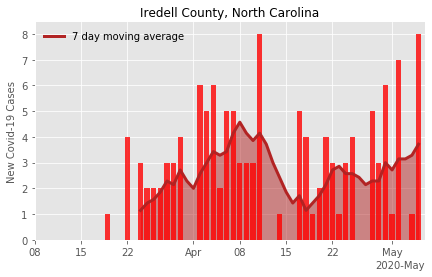 Iredell County, North Carolina
7 day moving average
New Covid-19 Cases
8
7
6
5
4
3
2
1
0
08 15 22 Apr 08 15 22 May
2020-May